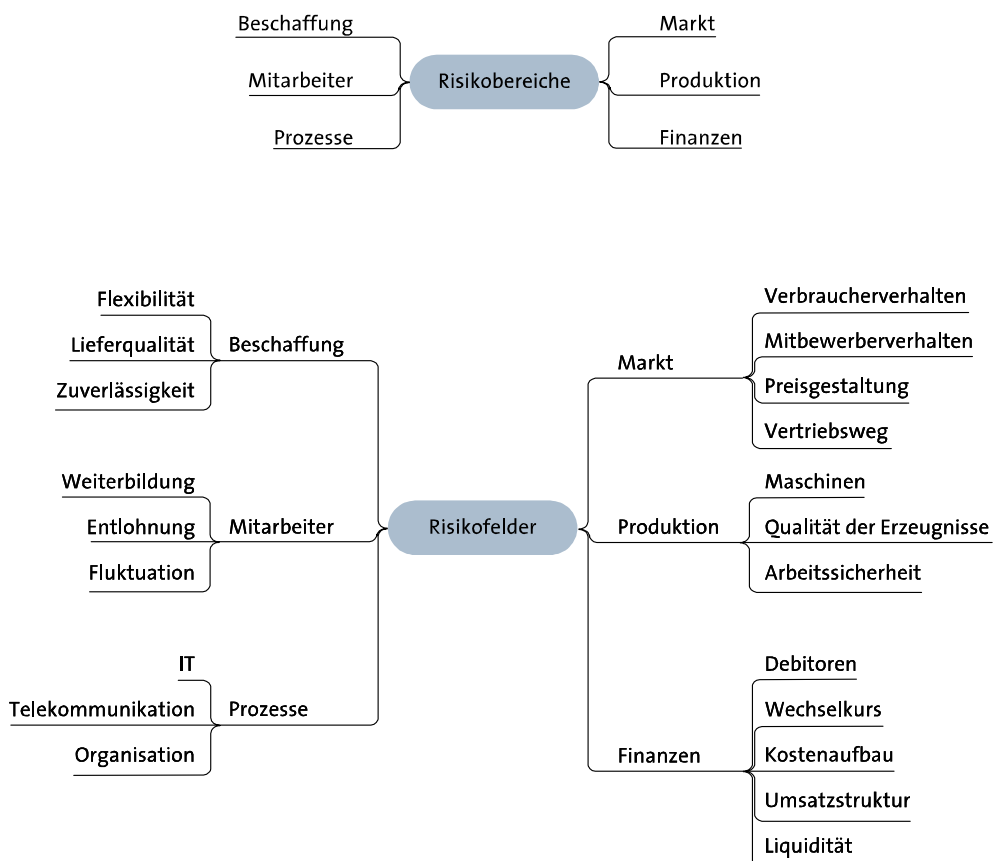 Beschaffung
Mitarbeiter
Prozesse
Risikobereiche
Markt
Produktion
Finanzen
Flexibilität
Lieferqualität
Zuverlässigkeit
Beschaffung
Weiterbildung
Entlohnung
Fluktuation
Mitarbeiter
IT
Telekommunikation
Organisation
Prozesse
Risikofelder
Markt
Verbraucherverhalten
Mitbewerberverhalten
Preisgestaltung
Vertriebsweg
Produktion
Maschinen
Qualität der Erzeugnisse
Arbeitssicherheit
Finanzen
Debitoren
Wechselkurs
Kostenaufbau
Umsatzstruktur
Liquidität